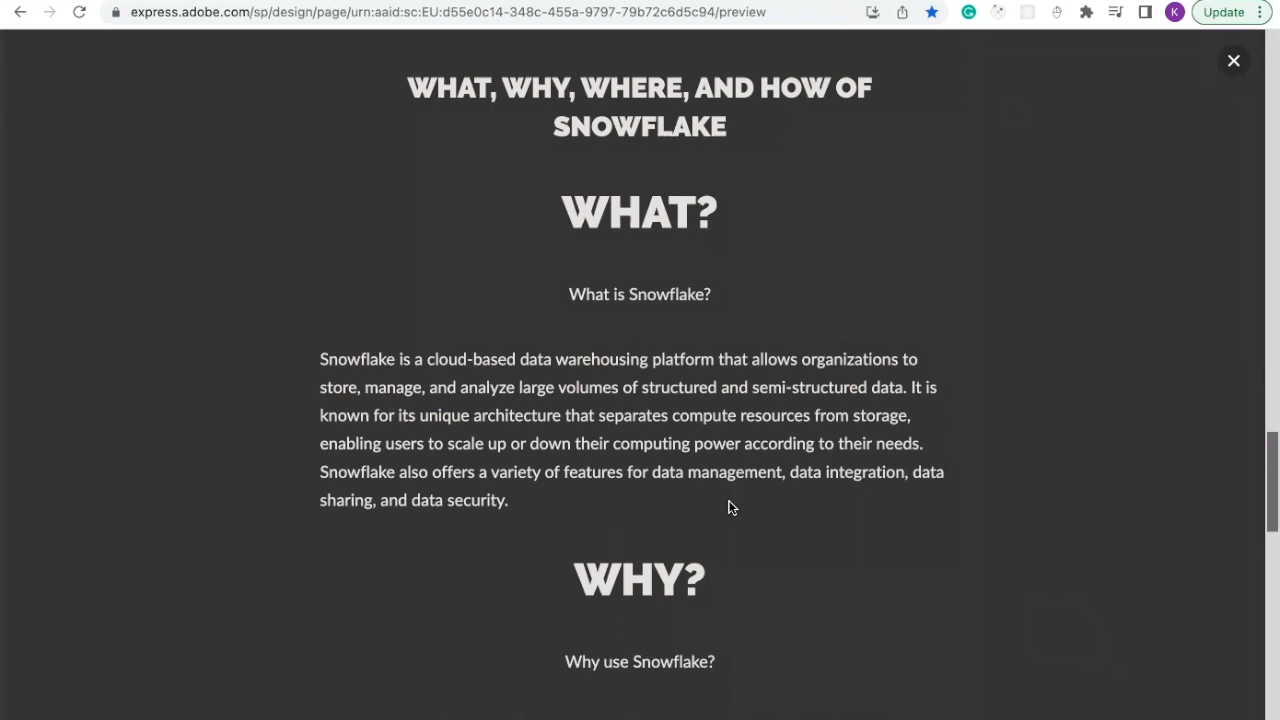 express.adobe.com/sp/design/page/urn:aaid:sc:EU:d55e0c14-348c-455a-9797-79b72c6d5c94/preview
K
Update
WHAT, WHY, WHERE, AND HOW OF
SNOWFLAKE
WHAT?
What is Snowflake?
Snowflake is a cloud-based data warehousing platform that allows organizations to
store, manage, and analyze large volumes of structured and semi-structured data. It is
known for its unique architecture that separates compute resources from storage,
enabling users to scale up or down their computing power according to their needs.
Snowflake also offers a variety of features for data management, data integration, data
sharing, and data security.
WHY?
Why use Snowflake?